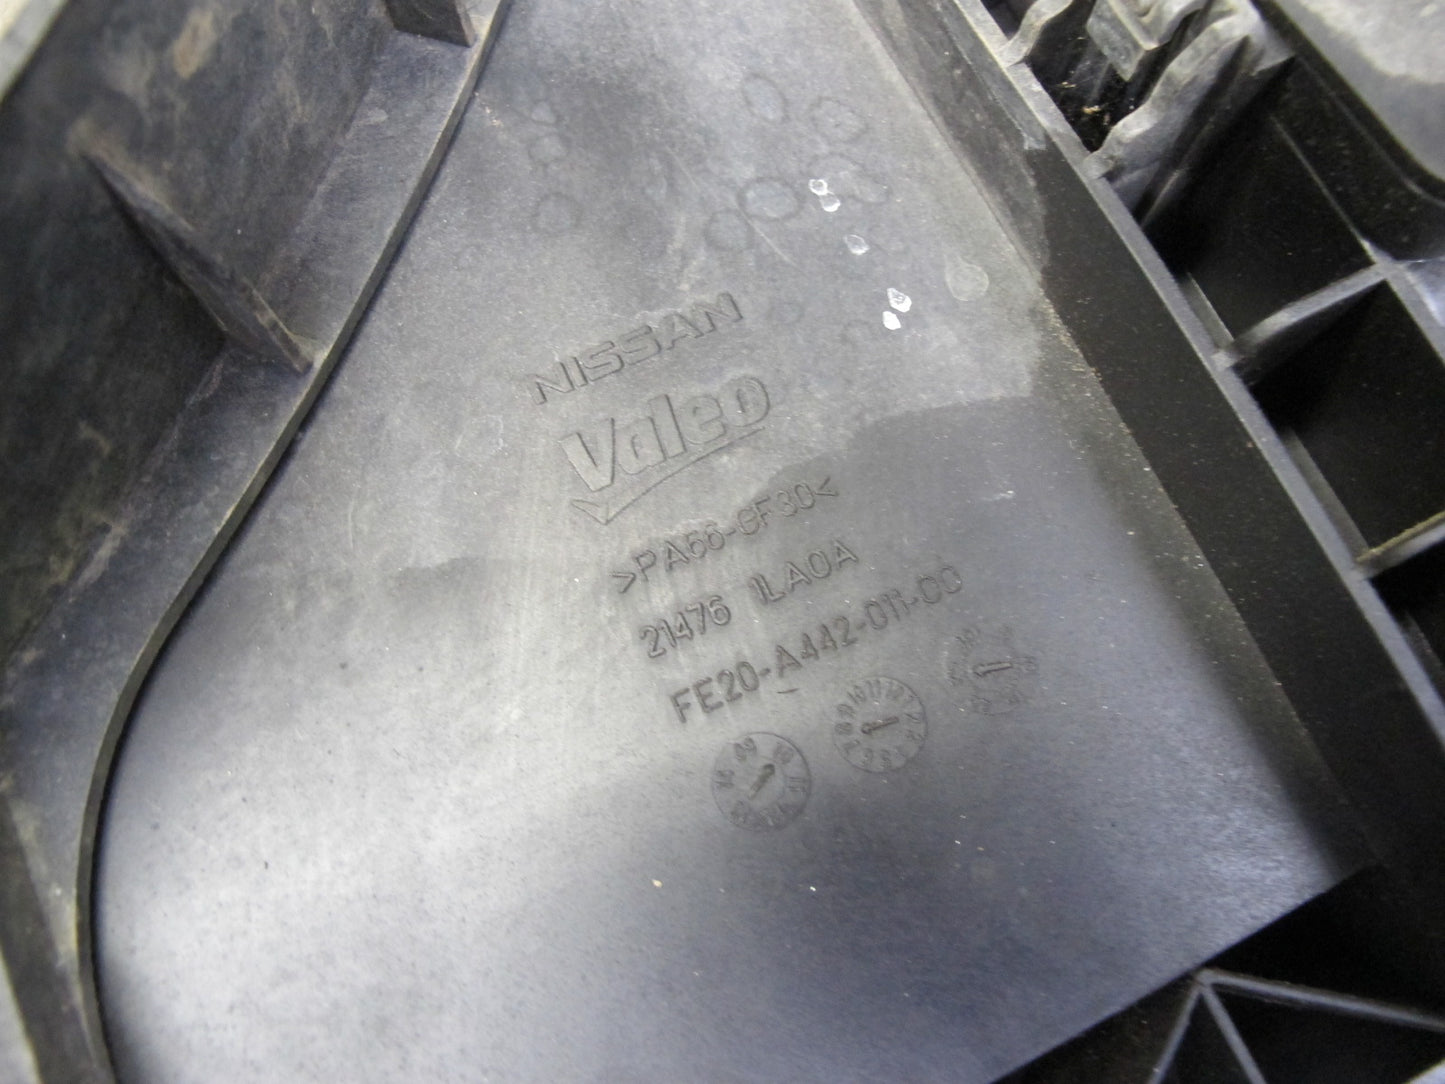 NISSAN
Valeo
>PA66-GF30<
21476 1LA0A
FE20-A442-011-00